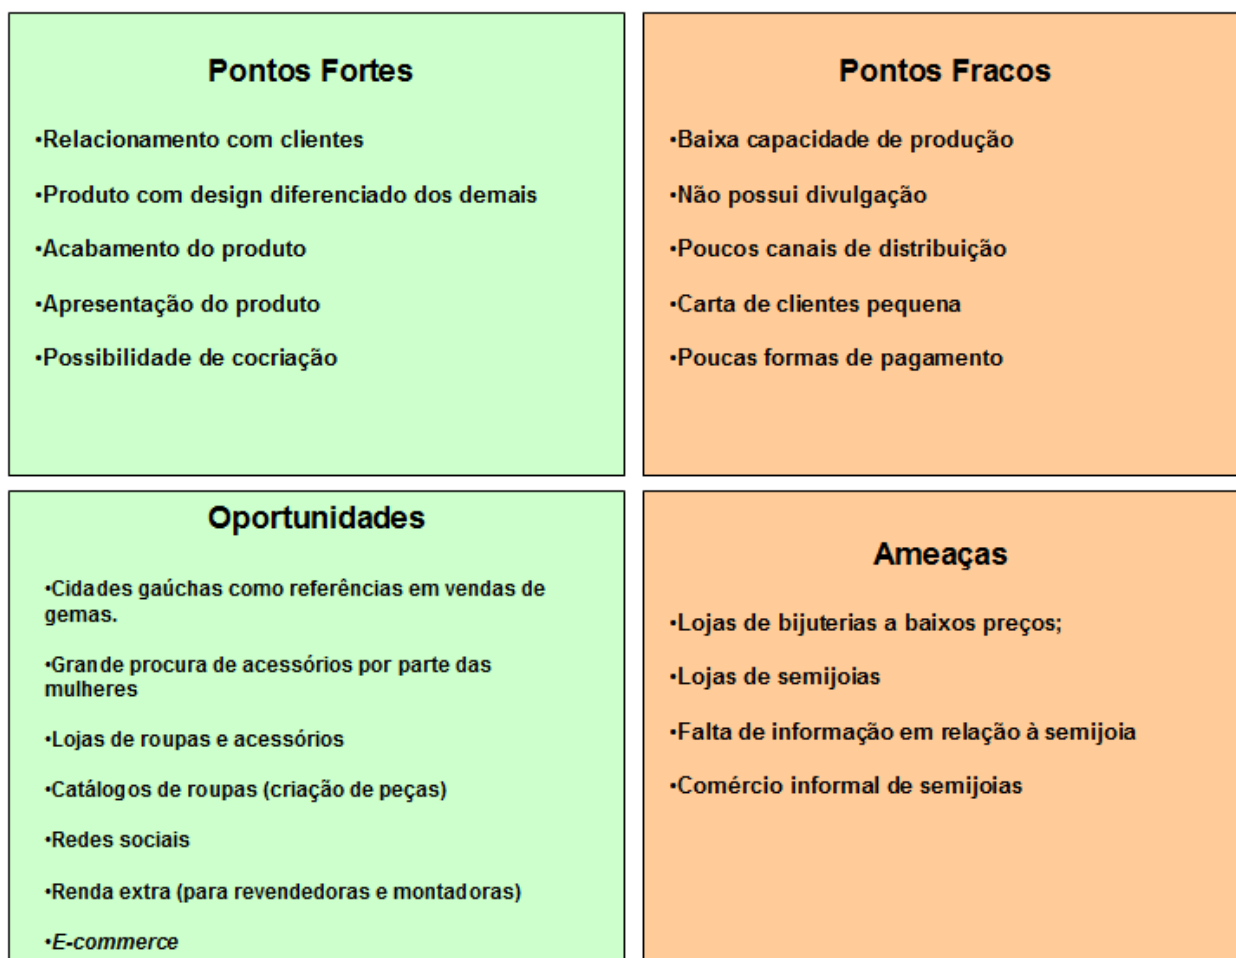 Pontos Fortes
•Relacionamento com clientes
•Produto com design diferenciado dos demais
•Acabamento do produto
•Apresentação do produto
•Possibilidade de cocriação
Pontos Fracos
•Baixa capacidade de produção
•Não possui divulgação
•Poucos canais de distribuição
•Carta de clientes pequena
•Poucas formas de pagamento
Oportunidades
•Cidades gaúchas como referências em vendas de
gemas.
•Grande procura de acessórios por parte das
mulheres
•Lojas de roupas e acessórios
•Catálogos de roupas (criação de peças)
•Redes sociais
•Renda extra (para revendedoras e montadoras)
•E-commerce
Ameaças
•Lojas de bijuterias a baixos preços;
•Lojas de semijoias
•Falta de informação em relação à semijoia
•Comércio informal de semijoias